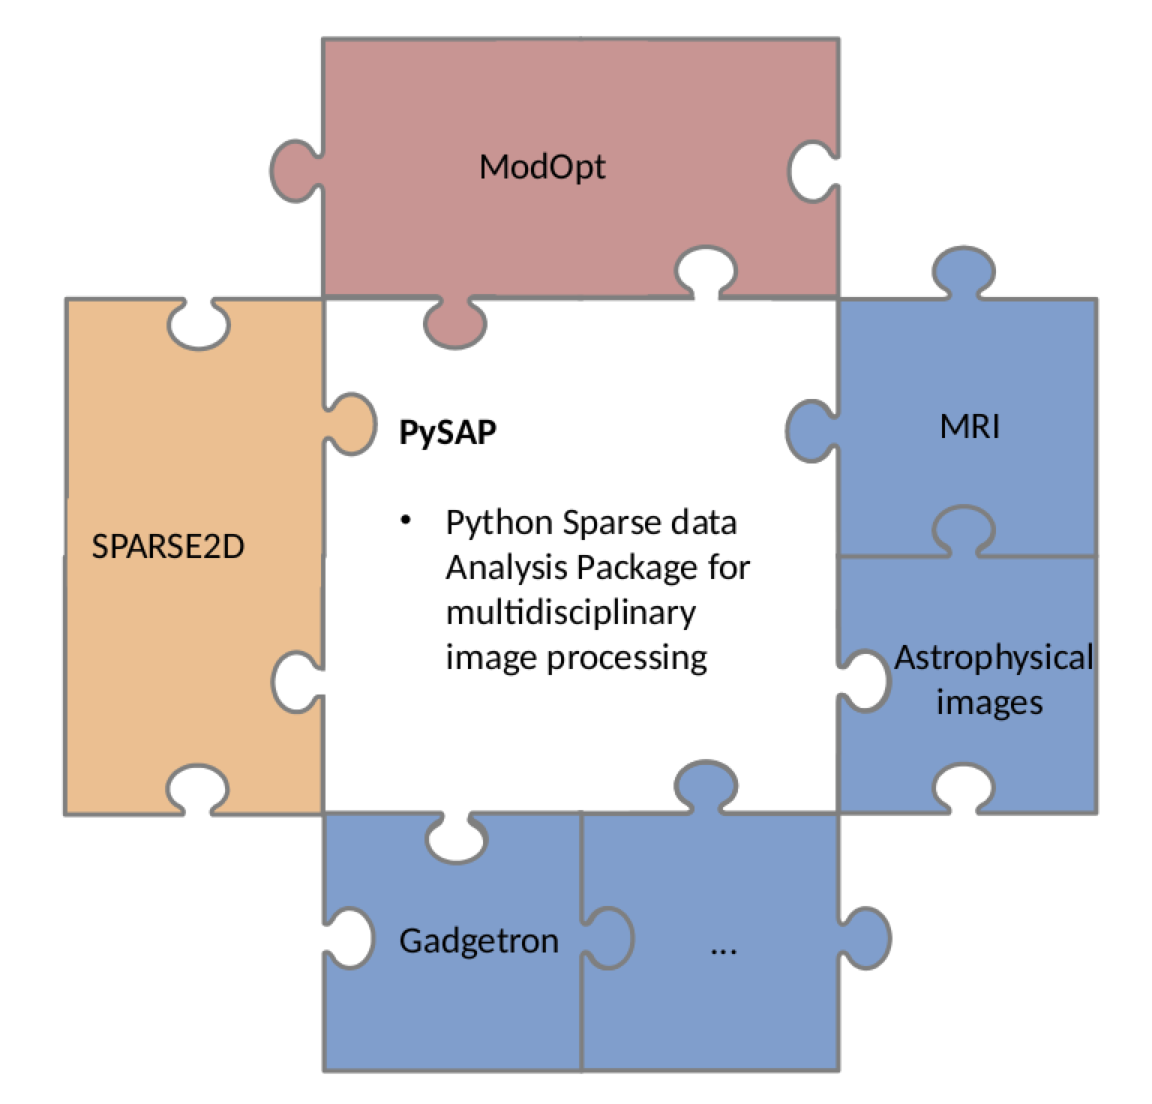 ModOpt
PySAP
MRI
• Python Sparse data
Analysis Package for
multidisciplinary
image processing
SPARSE2D
Astrophysical
images
Gadgetron
...